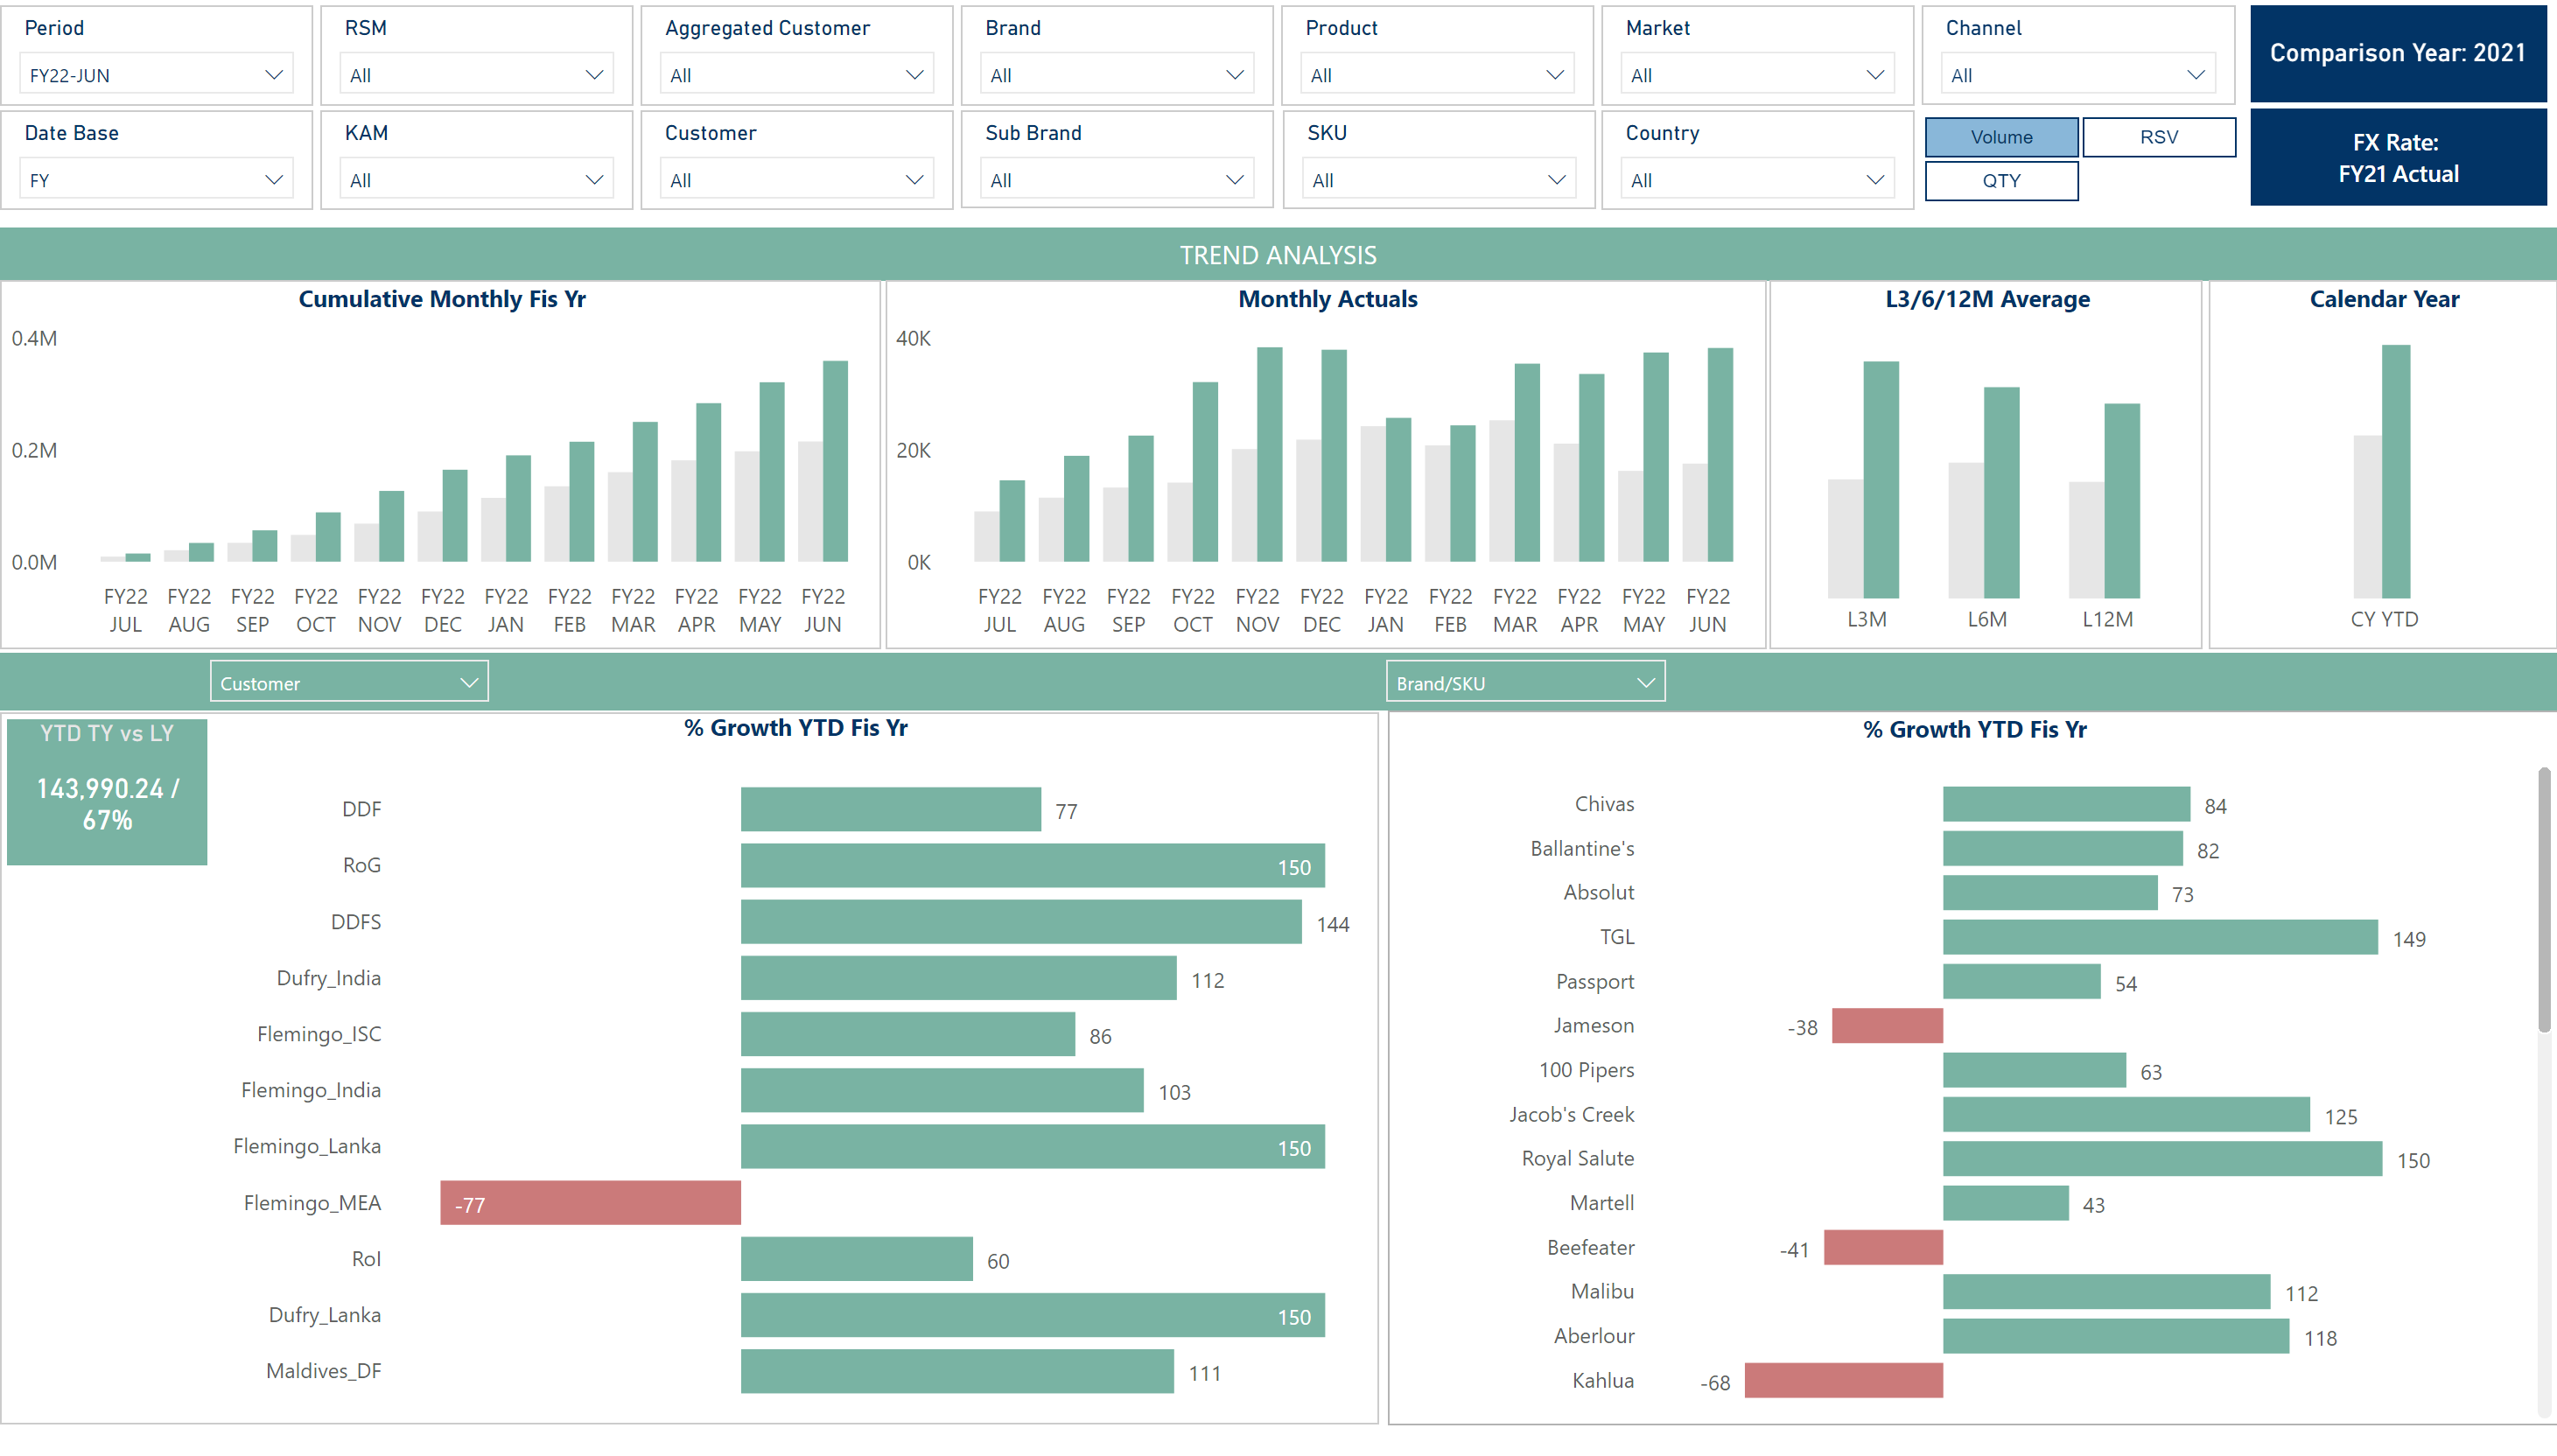 Period
FY22-JUN
RSM
All
Aggregated Customer
All
Brand
All
Product
All
Market
All
Channel
All
Comparison Year: 2021
Date Base
FY
KAM
All
Customer
All
Sub Brand
All
SKU
All
Country
All
Volume
RSV
QTY
FX Rate:
FY21 Actual
TREND ANALYSIS
Cumulative Monthly Fis Yr
0.4M
0.2M
0.0M
FY22 FY22 FY22 FY22 FY22 FY22 FY22 FY22 FY22 FY22 FY22 FY22
JUL AUG SEP OCT NOV DEC JAN FEB MAR APR MAY JUN
Monthly Actuals
40K
20K
0K
FY22 FY22 FY22 FY22 FY22 FY22 FY22 FY22 FY22 FY22 FY22 FY22
JUL AUG SEP OCT NOV DEC JAN FEB MAR APR MAY JUN
L3/6/12M Average
L3M L6M L12M
Calendar Year
CY YTD
Customer
Brand/SKU
YTD TY vs LY
143,990.24 /
67%
% Growth YTD Fis Yr
DDF 77
RoG 150
DDFS 144
Dufry_India 112
Flemingo_ISC 86
Flemingo_India 103
Flemingo_Lanka 150
Flemingo_MEA -77
RoI 60
Dufry_Lanka 150
Maldives_DF 111
% Growth YTD Fis Yr
Chivas 84
Ballantine's 82
Absolut 73
TGL 149
Passport 54
Jameson -38
100 Pipers 63
Jacob's Creek 125
Royal Salute 150
Martell 43
Beefeater -41
Malibu 112
Aberlour 118
Kahlua -68